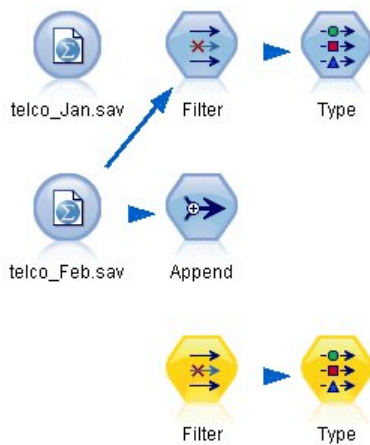 telco_Jan.sav
Filter
Type
telco_Feb.sav
Append
Filter
Type